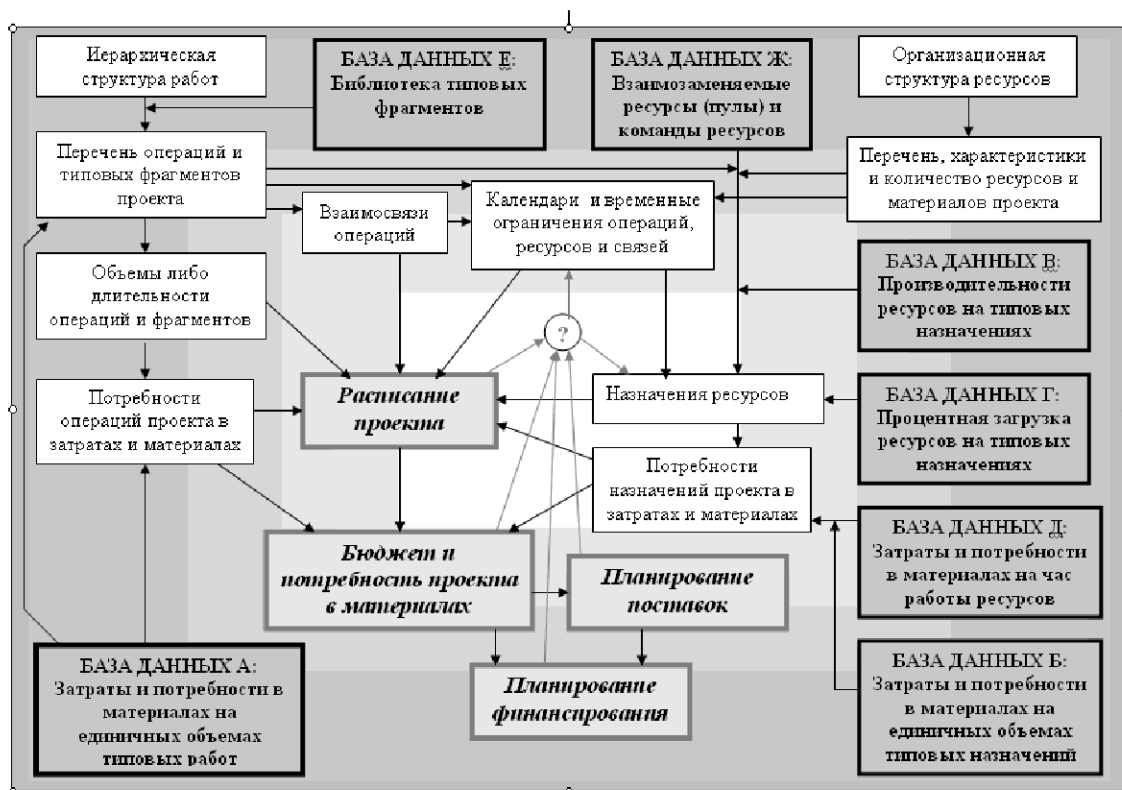 Иерархическая
структура работ
БАЗА ДАННЫХ Е:
Библиотека типовых
фрагментов
БАЗА ДАННЫХ Ж:
Взаимозаменяемые
ресурсы (пулы) и
команды ресурсов
Организационная
структура ресурсов
Перечень операций и
типовых фрагментов
проекта
Взаимосвязи
операций
Календари и временные
ограничения операций,
ресурсов и связей
Перечень, характеристики
и количество ресурсов и
материалов проекта
Объемы либо
длительности
операций и фрагментов
БАЗА ДАННЫХ В:
Производительности
ресурсов на типовых
назначениях
?
Потребности
операций проекта в
затратах и материалах
Расписание
проекта
Назначения ресурсов
БАЗА ДАННЫХ Г:
Процентная загрузка
ресурсов на типовых
назначениях
Потребности
назначений проекта в
затратах и материалах
БАЗА ДАННЫХ Д:
Затраты и потребности
в материалах на час
работы ресурсов
Бюджет и
потребность проекта
в материалах
Планирование
поставок
БАЗА ДАННЫХ А:
Затраты и потребности в
материалах на
единичных объемах
типовых работ
Планирование
финансирования
БАЗА ДАННЫХ Б:
Затраты и потребности
в материалах на
единичных объемах
типовых назначений